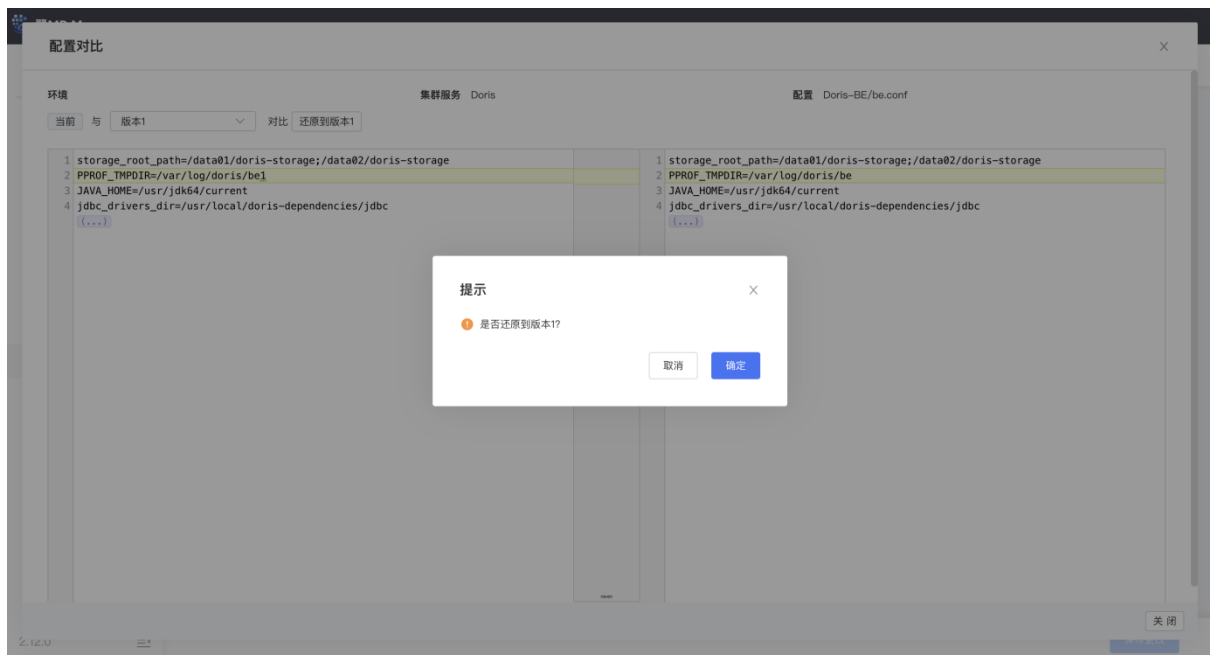 配置对比
环境
集群服务 Doris
配置 Doris-BE/be.conf
当前 与 版本1 对比 还原到版本1
1 storage_root_path=/data01/doris-storage;/data02/doris-storage
2 PPROF_TMPDIR=/var/log/doris/be1
3 JAVA_HOME=/usr/jdk64/current
4 jdbc_drivers_dir=/usr/local/doris-dependencies/jdbc
{...}
1 storage_root_path=/data01/doris-storage;/data02/doris-storage
2 PPROF_TMPDIR=/var/log/doris/be
3 JAVA_HOME=/usr/jdk64/current
4 jdbc_drivers_dir=/usr/local/doris-dependencies/jdbc
{...}
提示
是否还原到版本1?
取消 确定
关闭
2.12.0